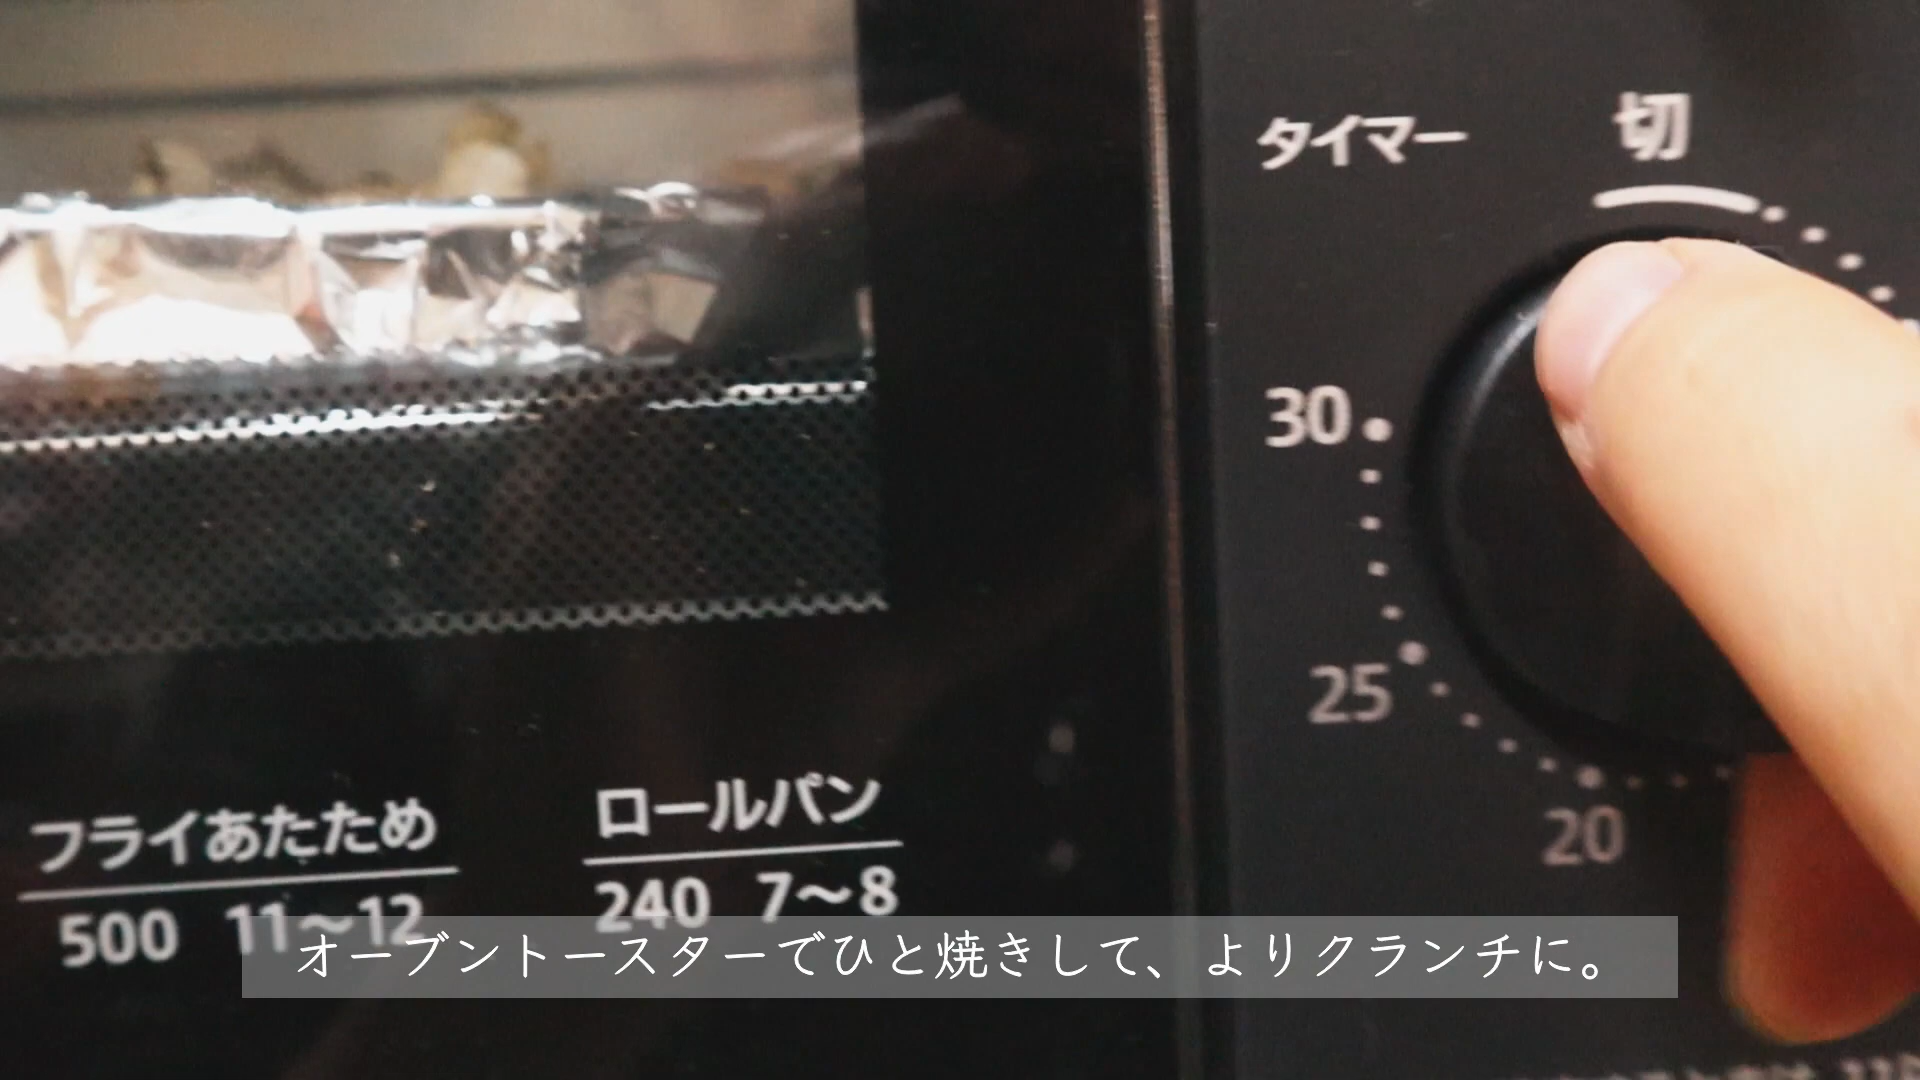 タイマー
切
30
25
20
フライあたため
500 11〜12
ロールパン
240 7〜8
オーブントースターでひと焼きして、よりクランチに。